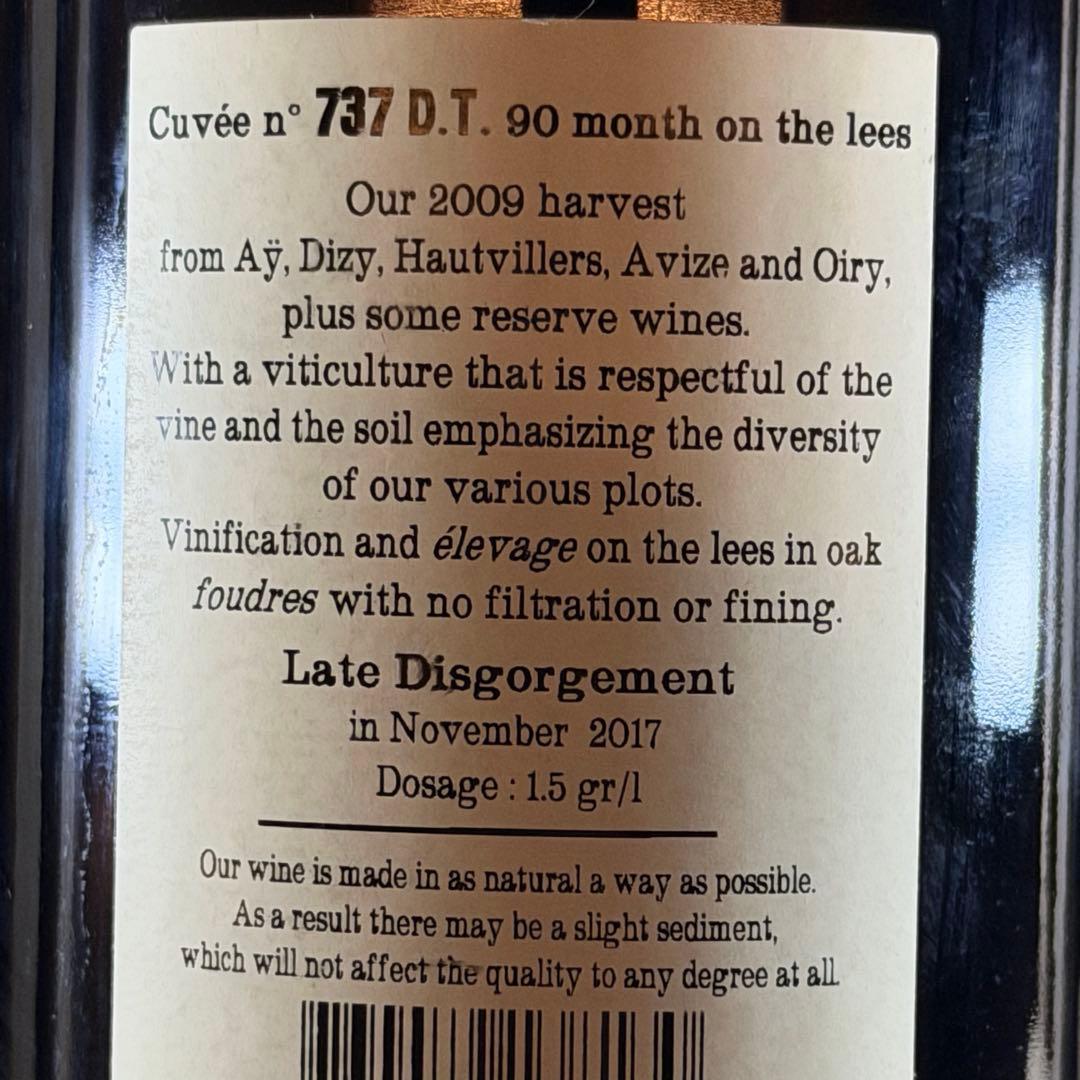 Cuvée n° 737 D.T. 90 month on the lees
Our 2009 harvest
from Aÿ, Dizy, Hautvillers, Avize and Oiry,
plus some reserve wines.
With a viticulture that is respectful of the
vine and the soil emphasizing the diversity
of our various plots.
Vinification and élevage on the lees in oak
foudres with no filtration or fining.
Late Disgorgement
in November 2017
Dosage : 1.5 gr/l
Our wine is made in as natural a way as possible.
As a result there may be a slight sediment,
which will not affect the quality to any degree at all